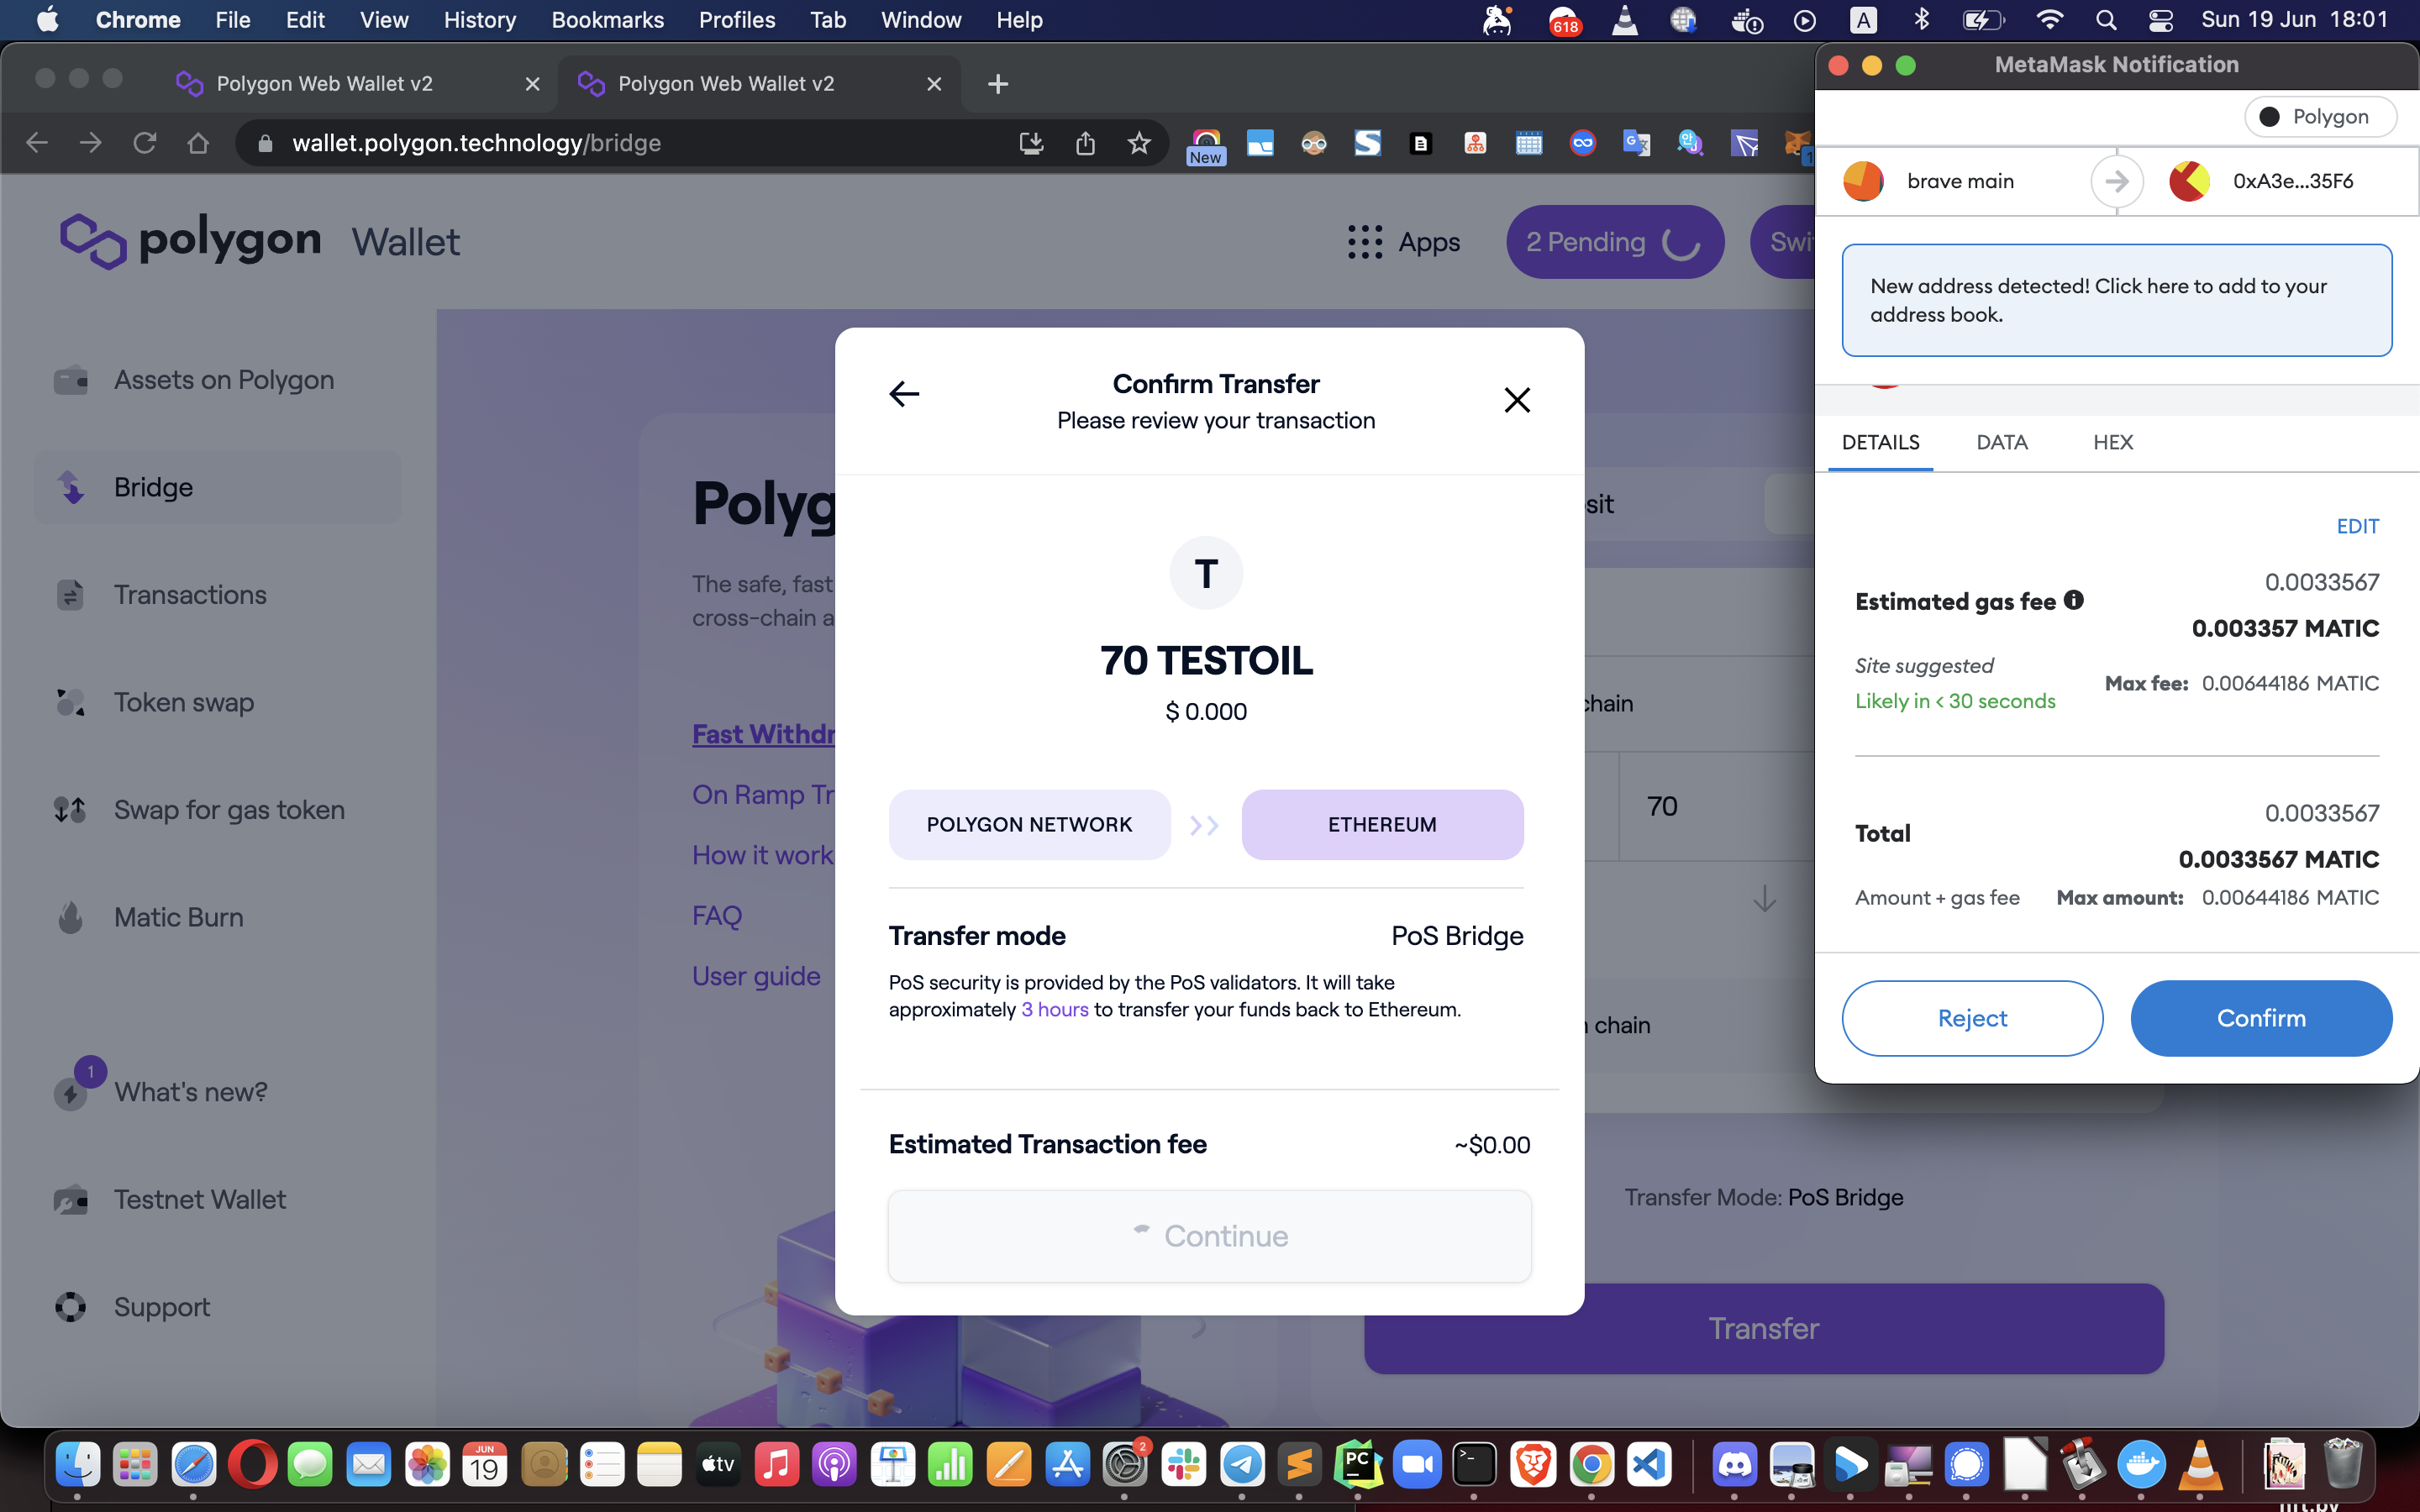 Chrome File Edit View History Bookmarks Profiles Tab Window Help
618
A
Sun 19 Jun 18:01
Polygon Web Wallet v2
Polygon Web Wallet v2
wallet.polygon.technology/bridge
New
polygon Wallet
Apps
2 Pending
Swi
Assets on Polygon
Bridge
Transactions
Token swap
Swap for gas token
Matic Burn
1
What's new?
Testnet Wallet
Support
Polyg
The safe, fast
cross-chain a
Fast Withdr
On Ramp Tr
How it work
FAQ
User guide
Confirm Transfer
Please review your transaction
T
70 TESTOIL
$ 0.000
POLYGON NETWORK
ETHEREUM
Transfer mode
PoS Bridge
PoS security is provided by the PoS validators. It will take
approximately 3 hours to transfer your funds back to Ethereum.
Estimated Transaction fee
~$0.00
Continue
sit
chain
70
chain
Transfer Mode: PoS Bridge
Transfer
MetaMask Notification
Polygon
brave main
0xA3e...35F6
New address detected! Click here to add to your
address book.
DETAILS
DATA
HEX
EDIT
Estimated gas fee
0.0033567
0.003357 MATIC
Site suggested
Likely in < 30 seconds
Max fee: 0.00644186 MATIC
Total
0.0033567
0.0033567 MATIC
Amount + gas fee
Max amount: 0.00644186 MATIC
Reject
Confirm
JUN
19
tv
2
PC